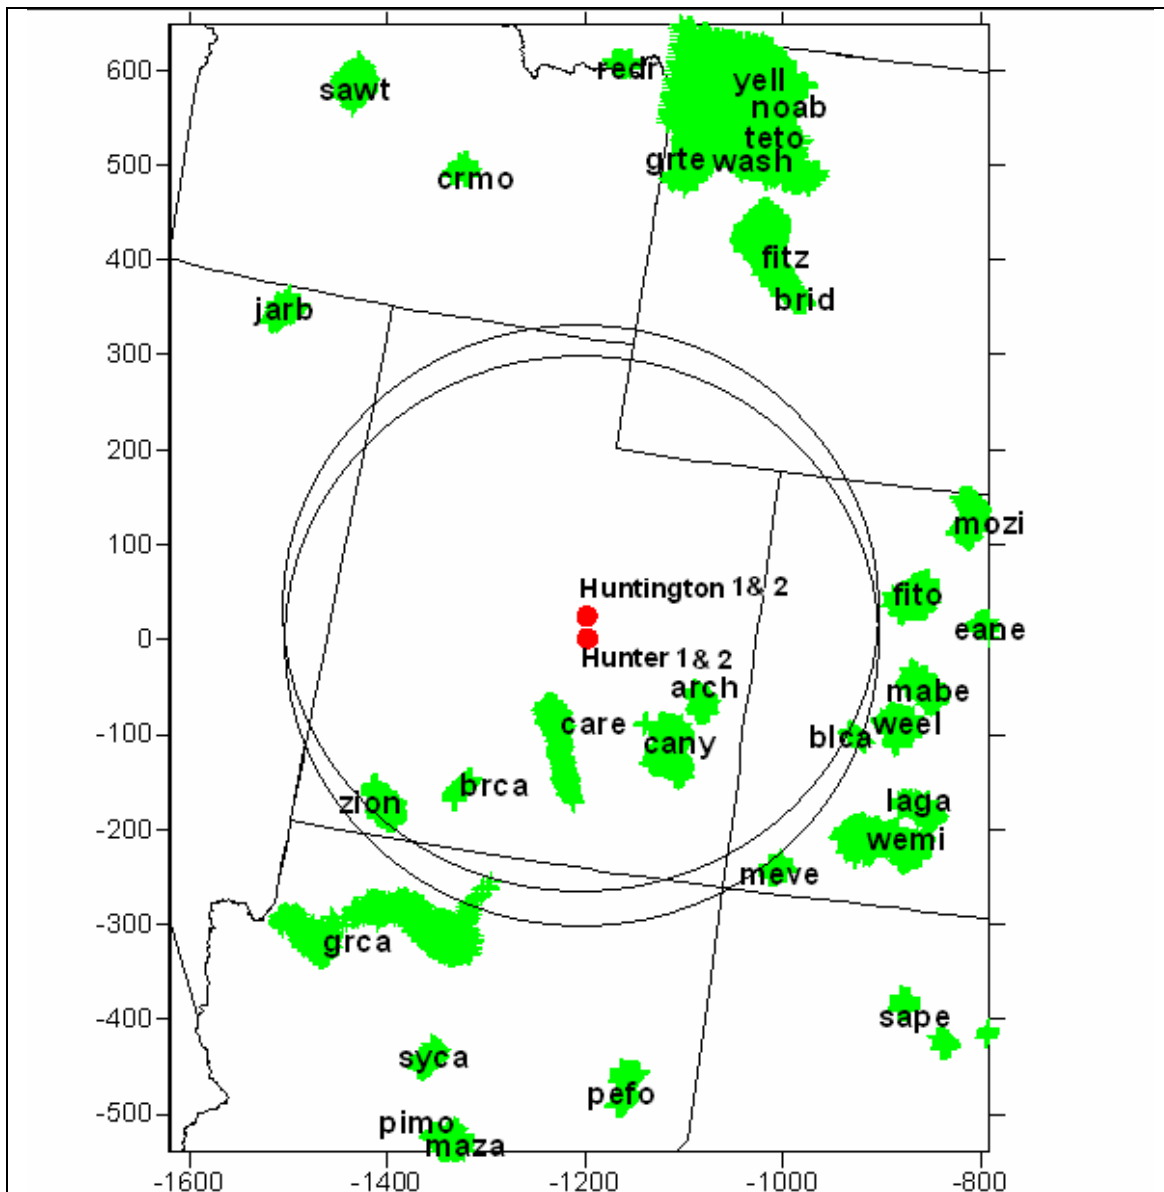 600
redr
yell
sawt
noab
teto
500
grte wash
crmo
400
fitz
brid
jarb
300
200
mozi
100
Huntington 1& 2
fito
eane
0
Hunter 1& 2
arch
mabe
care
weel
-100
blca
cany
brca
zion
laga
-200
wemi
meve
-300
grca
-400
sape
syca
-500
pefo
pimo
maza
-1600
-1400
-1200
-1000
-800